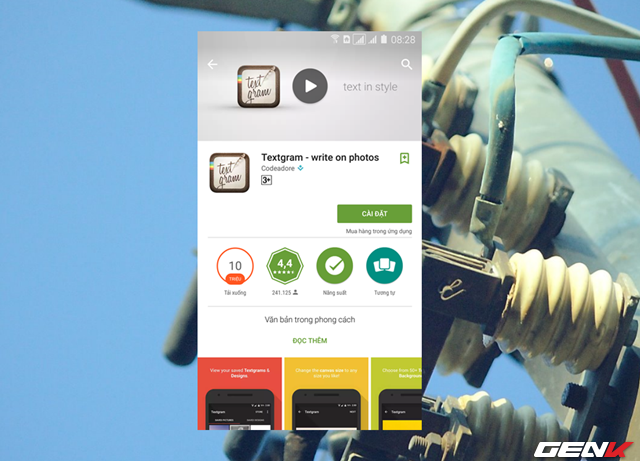 08:28
text gram
text in style
text gram
Textgram - write on photos
Codeadore
3+
CÀI ĐẶT
Mua hàng trong ứng dụng
10
TRIỆU
4,4
Tải xuống
241.125
Năng suất
Tương tự
Văn bản trong phong cách
ĐỌC THÊM
View your saved Textgrams &
Designs.
Change the canvas size to any
size you like!
Choose from 30+
Background
Textgram
Textgram
Textgram
GENK